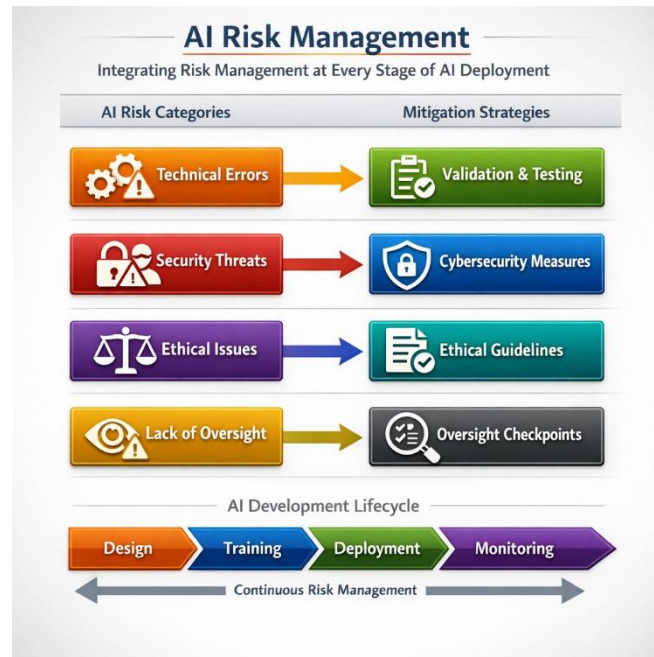 AI Risk Management
Integrating Risk Management at Every Stage of AI Deployment
AI Risk Categories
Mitigation Strategies
Technical Errors
Validation & Testing
Security Threats
Cybersecurity Measures
Ethical Issues
Ethical Guidelines
Lack of Oversight
Oversight Checkpoints
AI Development Lifecycle
Design
Training
Deployment
Monitoring
Continuous Risk Management